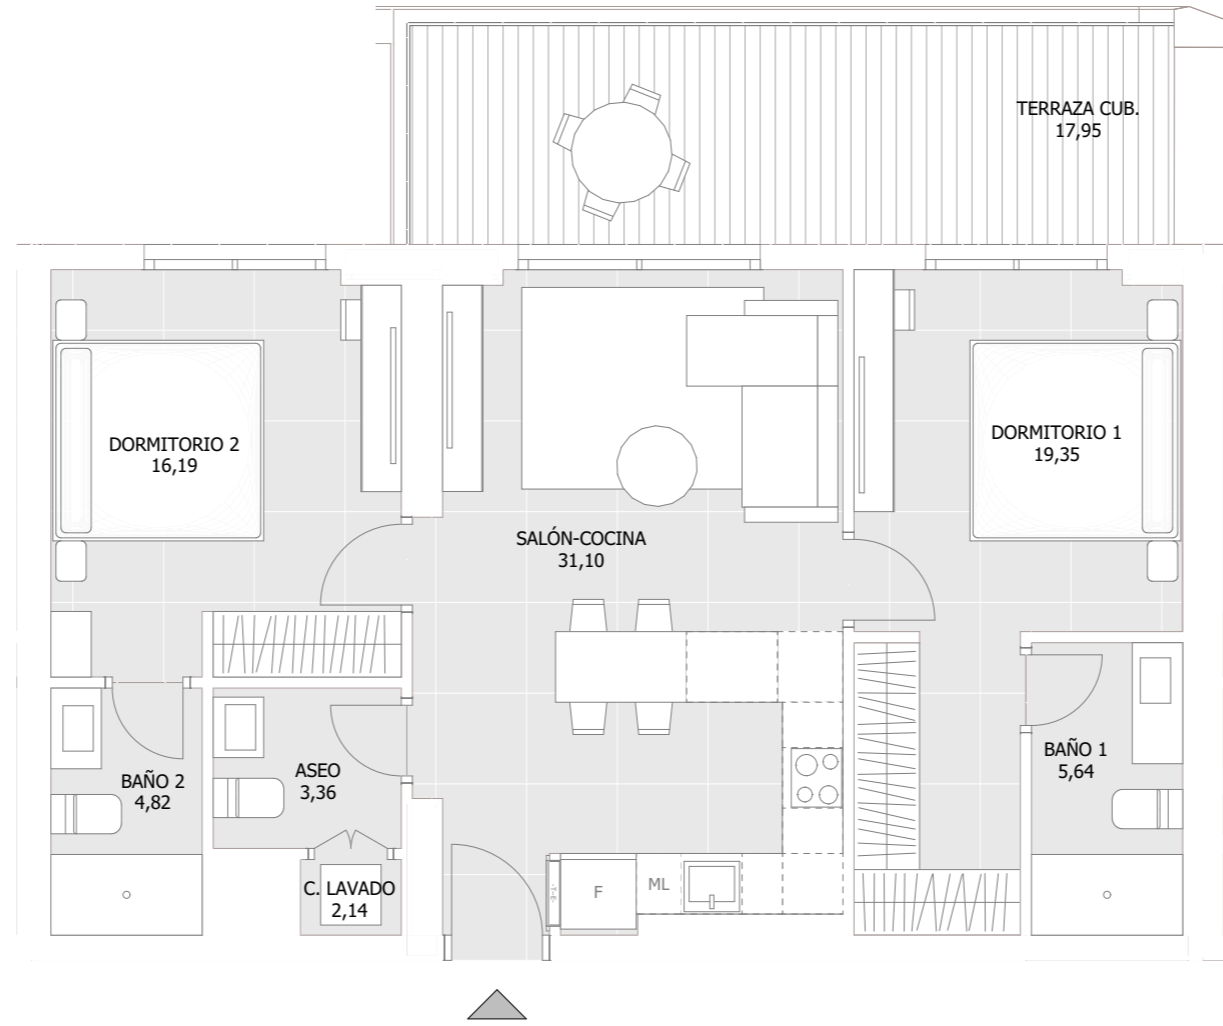 TERRAZA CUB.
17,95
DORMITORIO 2
16,19
DORMITORIO 1
19,35
SALÓN-COCINA
31,10
BAÑO 2
4,82
ASEO
3,36
BAÑO 1
5,64
C. LAVADO
2,14
F
ML